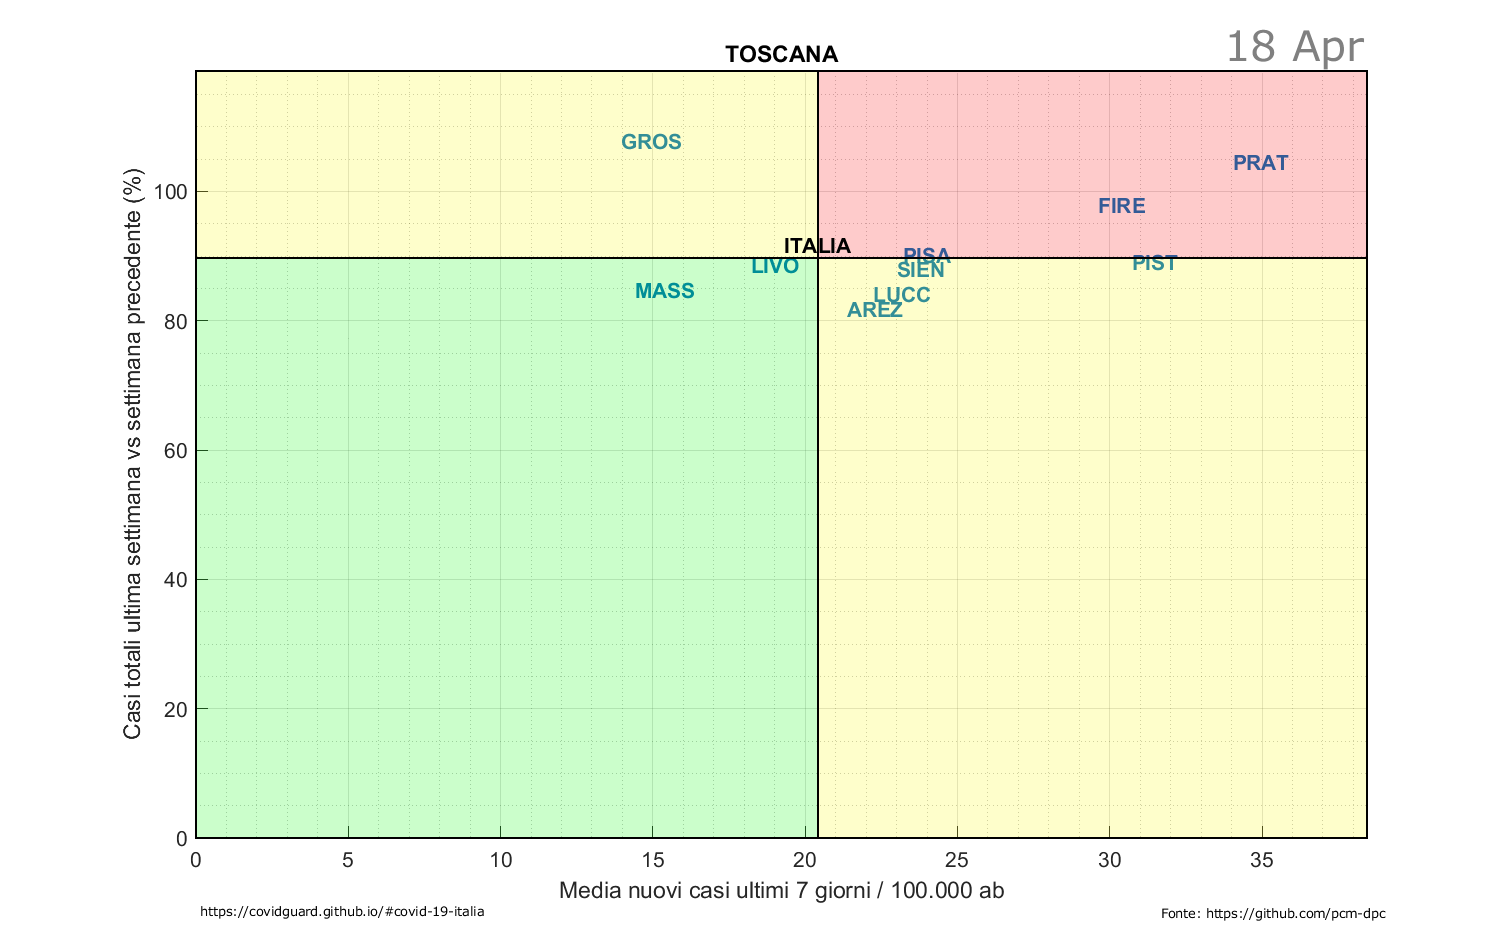 18 Apr
TOSCANA
GROS
PRAT
FIRE
ITALIA
PISA
LIVO
SIEN
PIST
MASS
LUCC
AREZ
Casi totali ultima settimana vs settimana precedente (%)
100
80
60
40
20
0
0 5 10 15 20 25 30 35
Media nuovi casi ultimi 7 giorni / 100.000 ab
https://covidguard.github.io/#covid-19-italia
Fonte: https://github.com/pcm-dpc